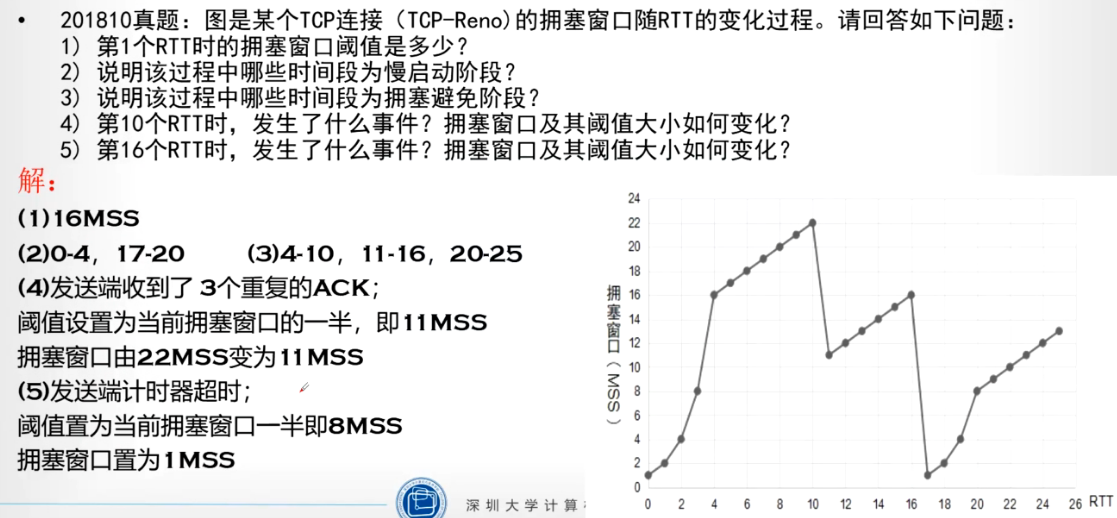 • 201810真题：图是某个TCP连接（TCP-Reno)的拥塞窗口随RTT的变化过程。请回答如下问题：
1) 第1个RTT时的拥塞窗口阈值是多少？
2) 说明该过程中哪些时间段为慢启动阶段？
3) 说明该过程中哪些时间段为拥塞避免阶段？
4) 第10个RTT时，发生了什么事件？拥塞窗口及其阈值大小如何变化？
5) 第16个RTT时，发生了什么事件？拥塞窗口及其阈值大小如何变化？
解：
(1)16MSS
(2)0-4，17-20 (3)4-10，11-16，20-25
(4)发送端收到了 3个重复的ACK；
阈值设置为当前拥塞窗口的一半，即11MSS
拥塞窗口由22MSS变为11MSS
(5)发送端计时器超时；
阈值置为当前拥塞窗口一半即8MSS
拥塞窗口置为1MSS
深圳大学计算
拥塞窗口（MSS）
24
22
20
18
16
14
12
10
8
6
4
2
0
0 2 4 6 8 10 12 14 16 18 20 22 24 26 RTT